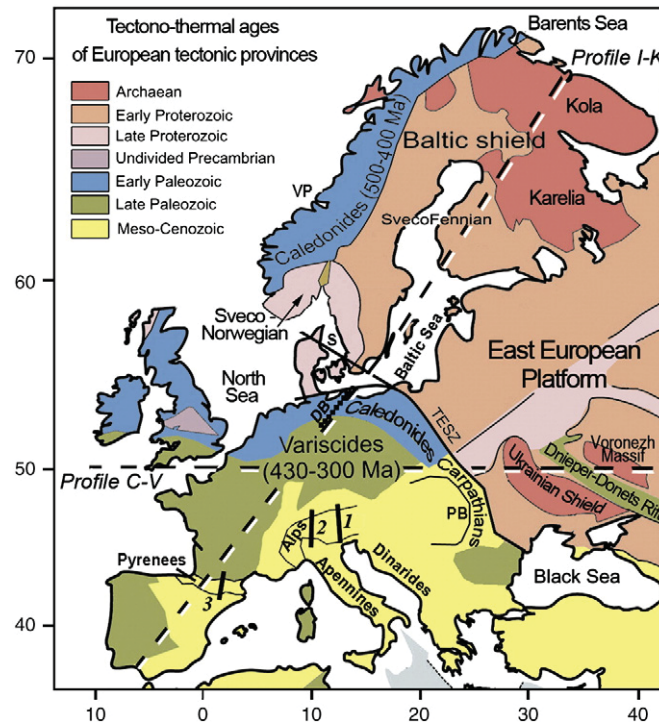 Tectono-thermal ages
of European tectonic provinces
Archaean
Early Proterozoic
Late Proterozoic
Undivided Precambrian
Early Paleozoic
Late Paleozoic
Meso-Cenozoic
Barents Sea
Profile I-K
Kola
Baltic shield
Karelia
VP
Caledonides (500-400 Ma)
SvecoFennian
Sveco
Norwegian
S
Baltic Sea
North
Sea
East European
Platform
DB
Caledonides
TESZ
Variscides
(430-300 Ma)
Profile C-V
Voronezh
Massif
Ukrainian Shield
Dnieper-Donets Rift
Carpathians
PB
Alps
2
1
Pyrenees
3
Apennines
Dinarides
Black Sea
70
60
50
40
10
0
10
20
30
40